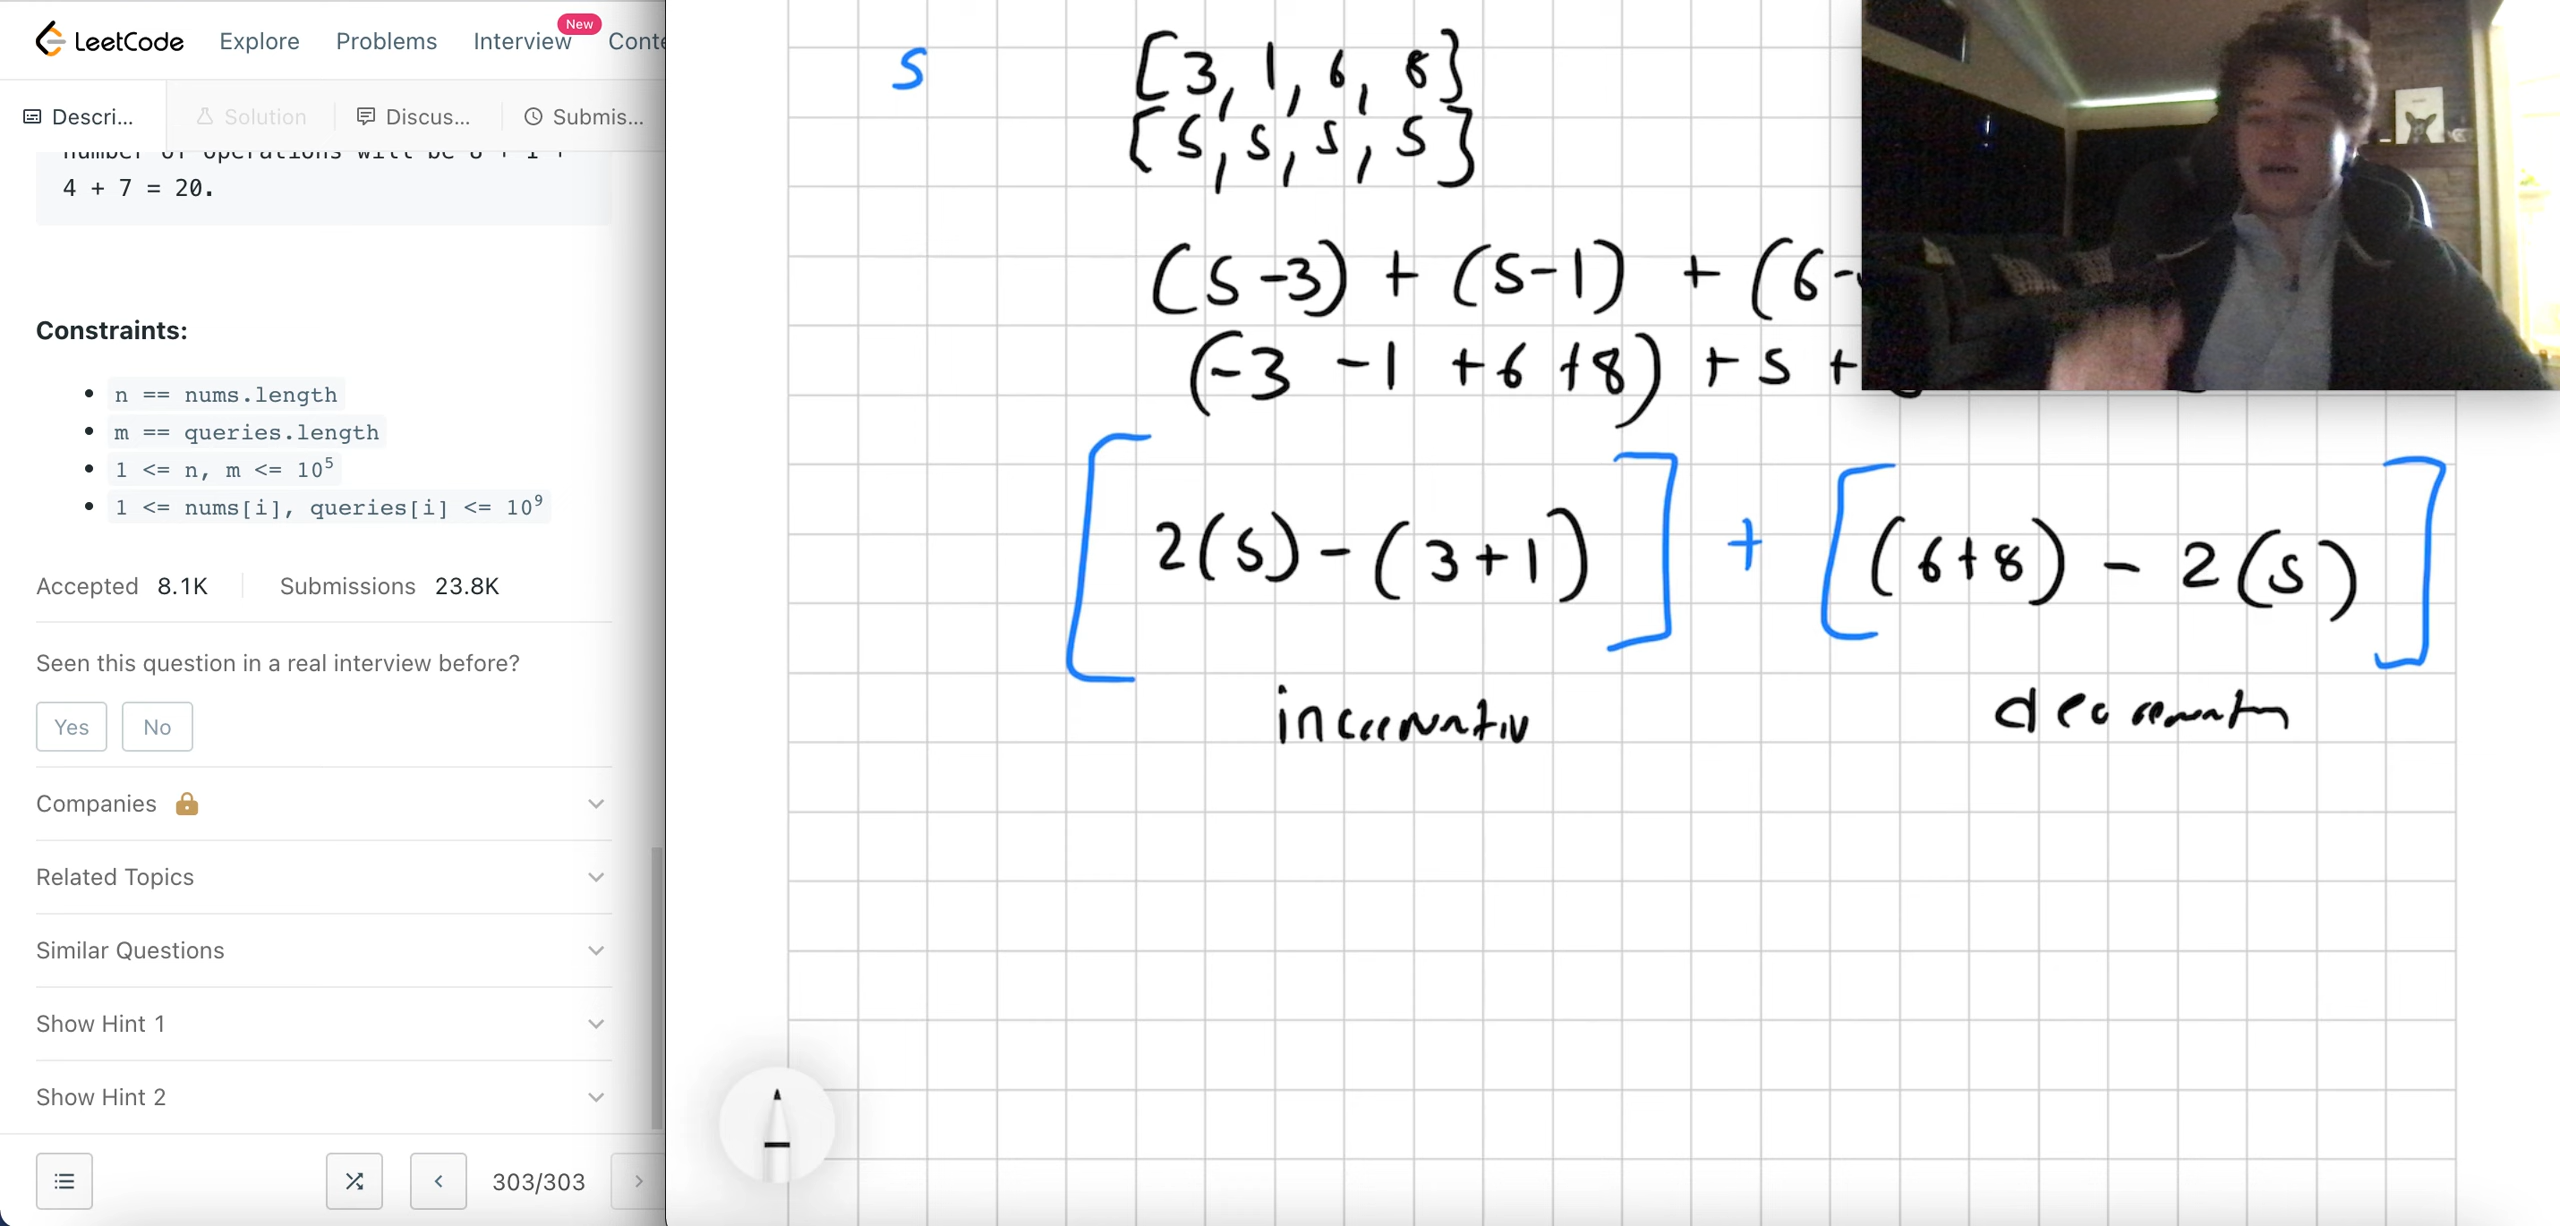 LeetCode Explore Problems Interview New Conte
Descri... Solution Discus... Submis...
4 + 7 = 20.
Constraints:
n == nums.length
m == queries.length
1 <= n, m <= 10⁵
1 <= nums[i], queries[i] <= 10⁹
Accepted 8.1K Submissions 23.8K
Seen this question in a real interview before?
Yes No
Companies
Related Topics
Similar Questions
Show Hint 1
Show Hint 2
303/303
5
[3, 1, 6, 8]
[5, 5, 5, 5]
(5-3) + (5-1) + (6-
(-3 -1 +6 +8) + 5 +
[2(5) - (3+1)] + [(6+8) - 2(5)]